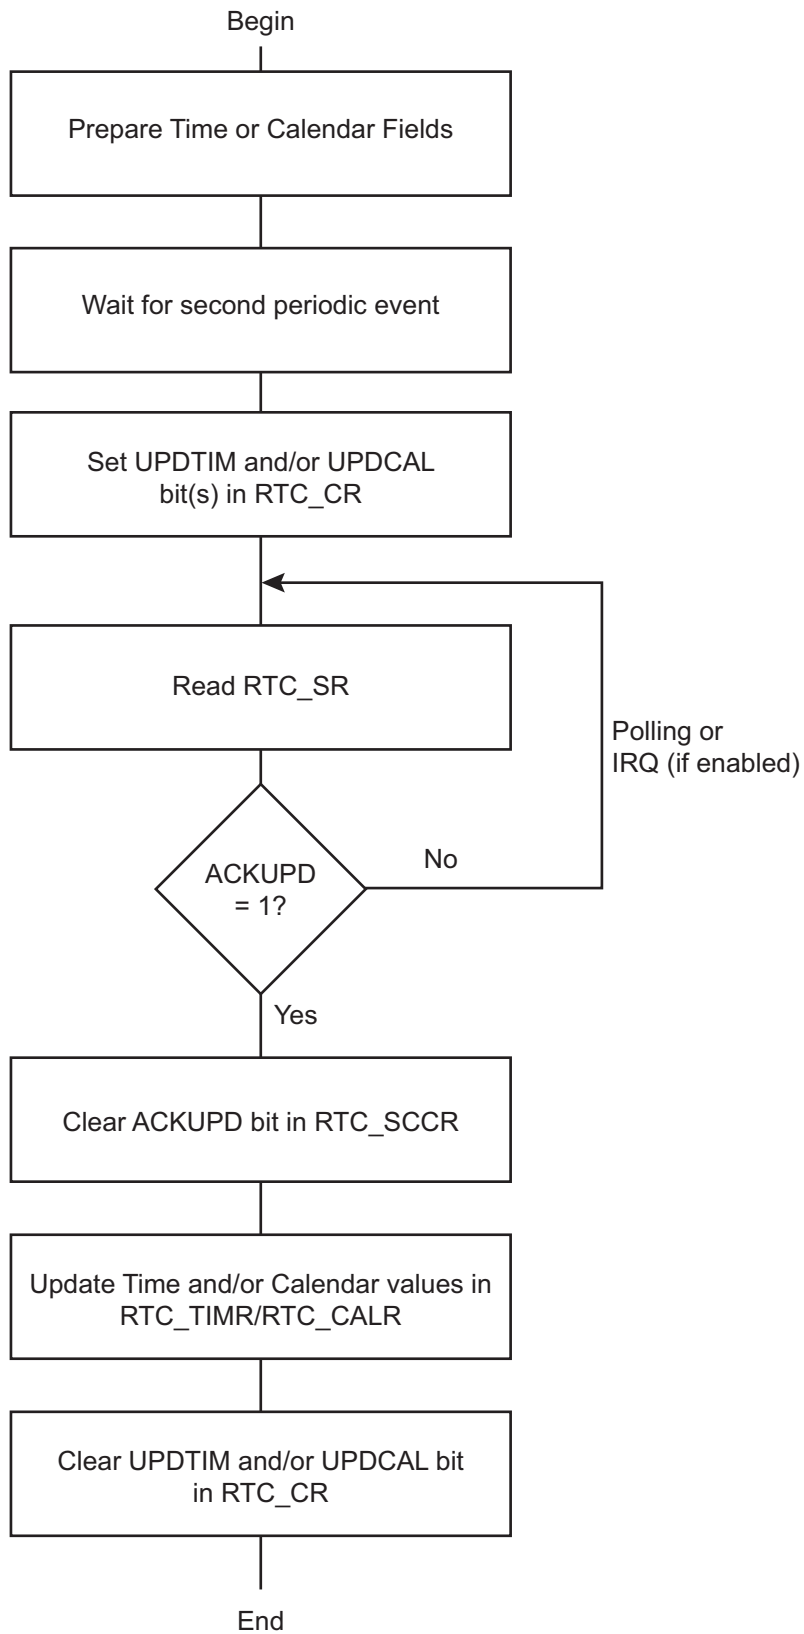 Begin
Prepare Time or Calendar Fields
Wait for second periodic event
Set UPDTIM and/or UPDCAL
bit(s) in RTC_CR
Read RTC_SR
Polling or
IRQ (if enabled)
ACKUPD
= 1?
No
Yes
Clear ACKUPD bit in RTC_SCCR
Update Time and/or Calendar values in
RTC_TIMR/RTC_CALR
Clear UPDTIM and/or UPDCAL bit
in RTC_CR
End